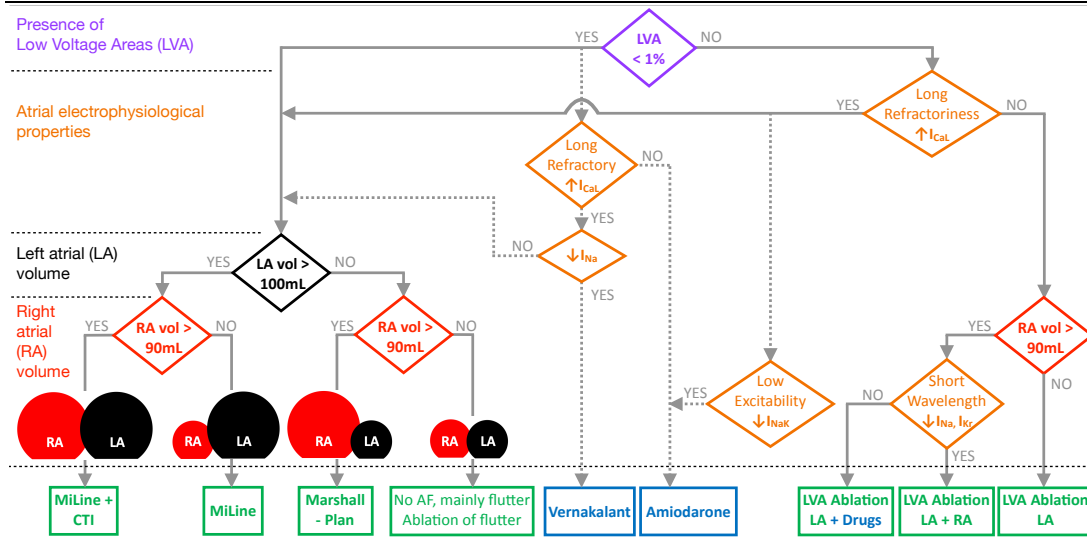 Presence of
Low Voltage Areas (LVA)
YES
LVA
< 1%
NO
Atrial electrophysiological
properties
YES
Long
Refractoriness
↑ICaL
NO
Long
Refractory
↑ICaL
NO
YES
NO
↓INa
YES
Left atrial (LA)
volume
YES
LA vol >
100mL
NO
Right
atrial
(RA)
volume
YES
RA vol >
90mL
NO
YES
RA vol >
90mL
NO
YES
RA vol >
90mL
NO
YES
Low
Excitability
↓INaK
NO
Short
Wavelength
↓INa, IKr
YES
RA
LA
RA
LA
RA
LA
RA
LA
MiLine +
CTI
MiLine
Marshall
- Plan
No AF, mainly flutter
Ablation of flutter
Vernakalant
Amiodarone
LVA Ablation
LA + Drugs
LVA Ablation
LA + RA
LVA Ablation
LA